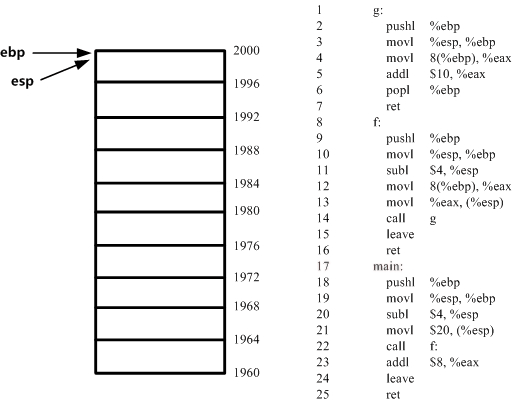 ebp
esp
2000
1996
1992
1988
1984
1980
1976
1972
1968
1964
1960
1 g:
2 pushl %ebp
3 movl %esp, %ebp
4 movl 8(%ebp), %eax
5 addl $10, %eax
6 popl %ebp
7 ret
8 f:
9 pushl %ebp
10 movl %esp, %ebp
11 subl $4, %esp
12 movl 8(%ebp), %eax
13 movl %eax, (%esp)
14 call g
15 leave
16 ret
17 main:
18 pushl %ebp
19 movl %esp, %ebp
20 subl $4, %esp
21 movl $20, (%esp)
22 call f:
23 addl $8, %eax
24 leave
25 ret